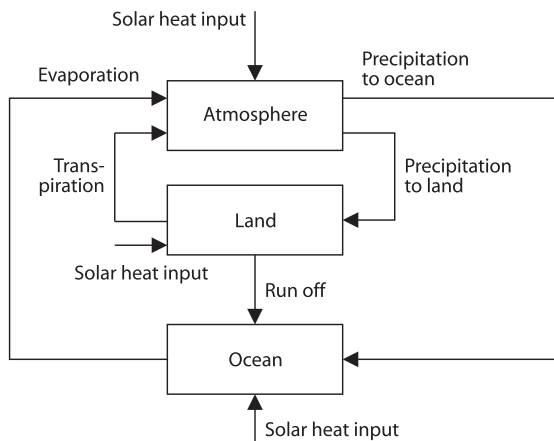 Solar heat input
Evaporation
Precipitation
to ocean
Atmosphere
Trans-
piration
Precipitation
to land
Land
Solar heat input
Run off
Ocean
Solar heat input